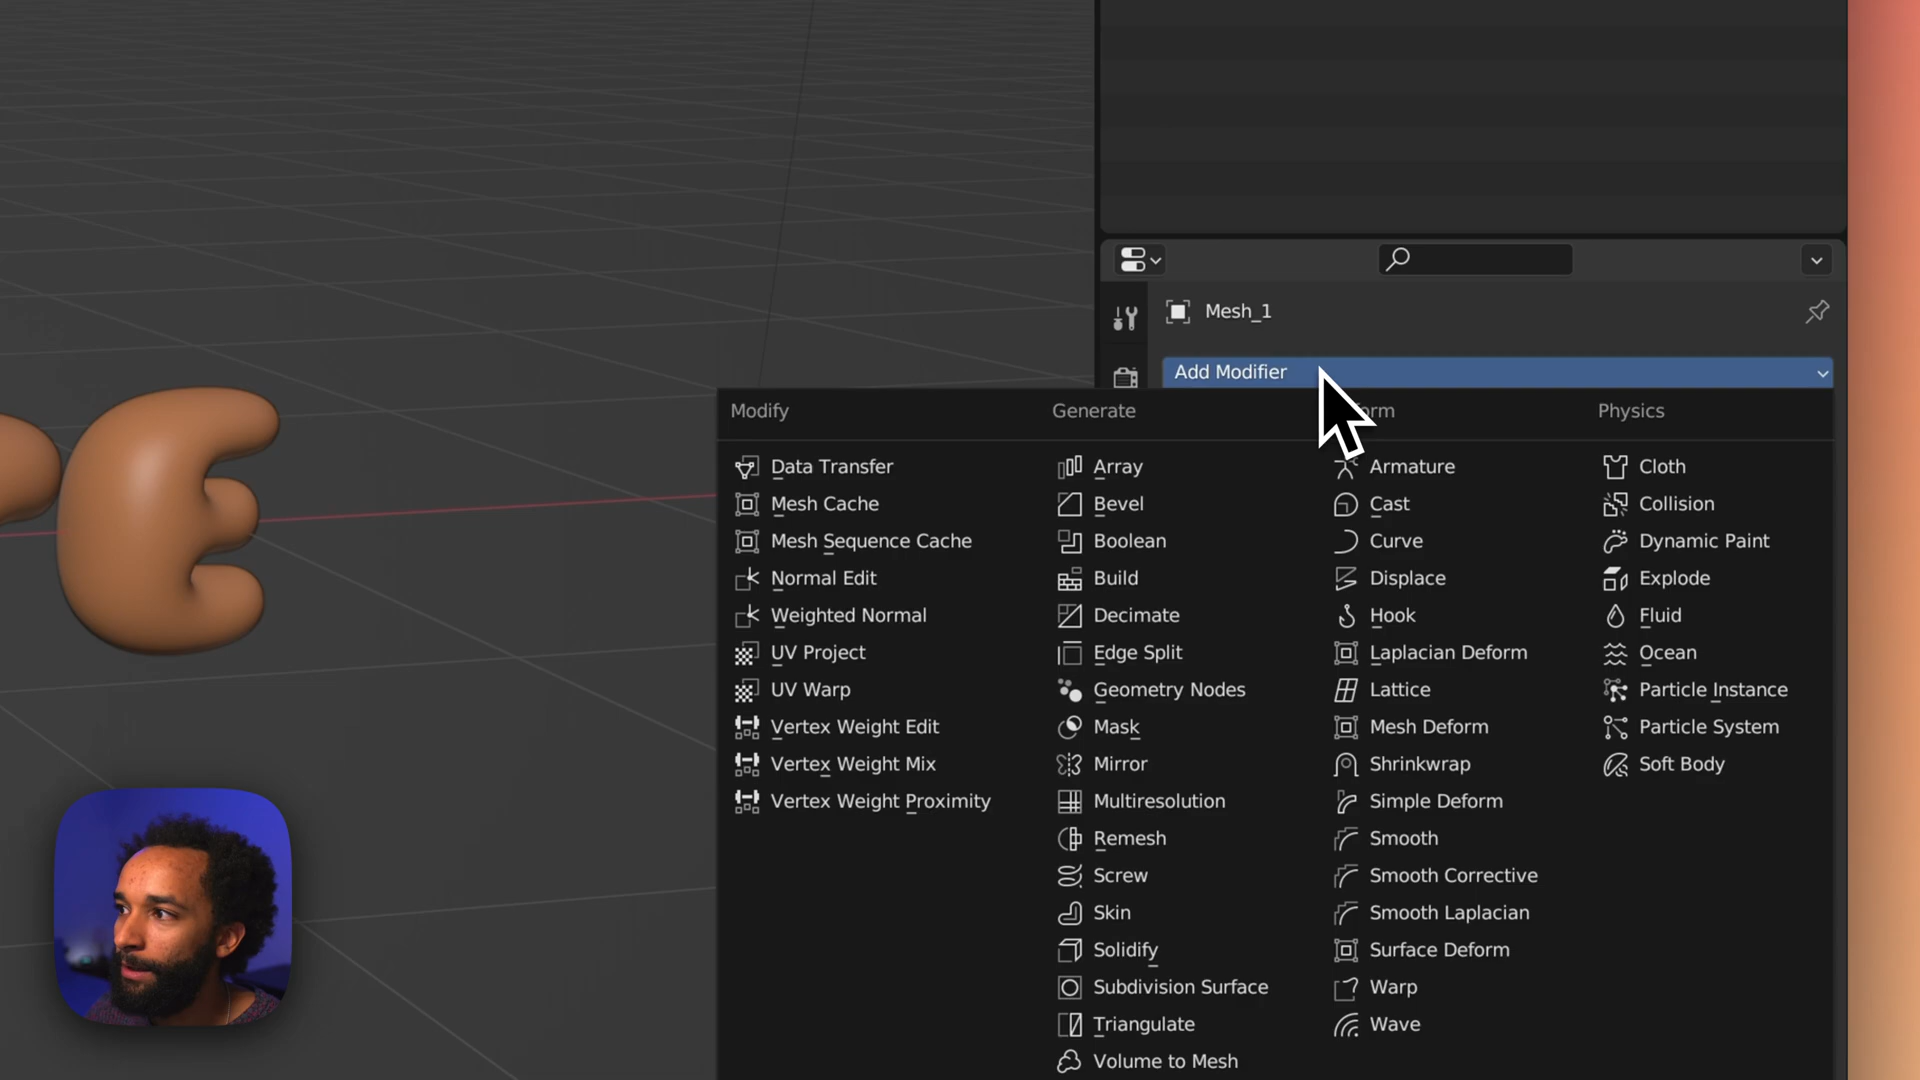 Mesh_1
Add Modifier
Modify
Data Transfer
Mesh Cache
Mesh Sequence Cache
Normal Edit
Weighted Normal
UV Project
UV Warp
Vertex Weight Edit
Vertex Weight Mix
Vertex Weight Proximity
Generate
Array
Bevel
Boolean
Build
Decimate
Edge Split
Geometry Nodes
Mask
Mirror
Multiresolution
Remesh
Screw
Skin
Solidify
Subdivision Surface
Triangulate
Volume to Mesh
orm
Armature
Cast
Curve
Displace
Hook
Laplacian Deform
Lattice
Mesh Deform
Shrinkwrap
Simple Deform
Smooth
Smooth Corrective
Smooth Laplacian
Surface Deform
Warp
Wave
Physics
Cloth
Collision
Dynamic Paint
Explode
Fluid
Ocean
Particle Instance
Particle System
Soft Body